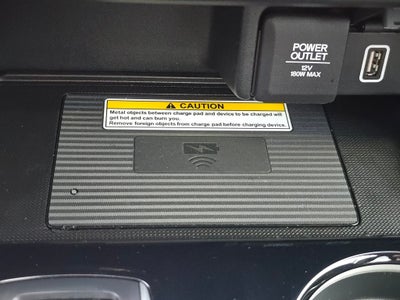 POWER
OUTLET
12V
180W MAX
CAUTION
Metal objects between charge pad and device to be charged will
get hot and can burn you.
Remove foreign objects from charge pad before charging device.